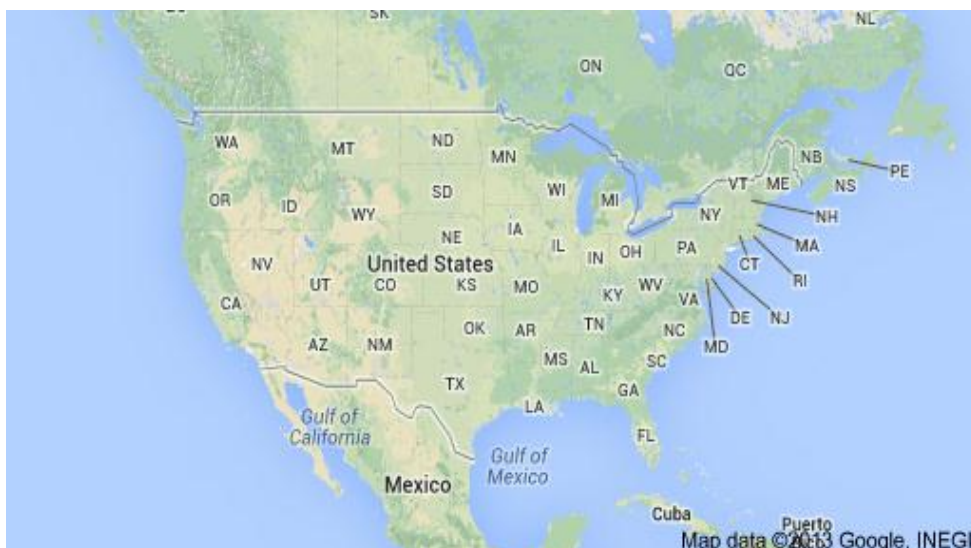 SK
NL
ON
QC
WA
MT
ND
MN
NB
PE
OR
ID
WY
SD
WI
MI
VT
ME
NS
NE
IA
NY
NH
NV
UT
CO
United States
KS
IL
IN
OH
PA
MA
CT
RI
CA
MO
KY
WV
VA
DE
NJ
AZ
NM
OK
AR
TN
NC
MD
TX
MS
AL
SC
GA
LA
FL
Gulf of
California
Gulf of
Mexico
Mexico
Cuba
Puerto
Map data ©2013 Google, INEGI